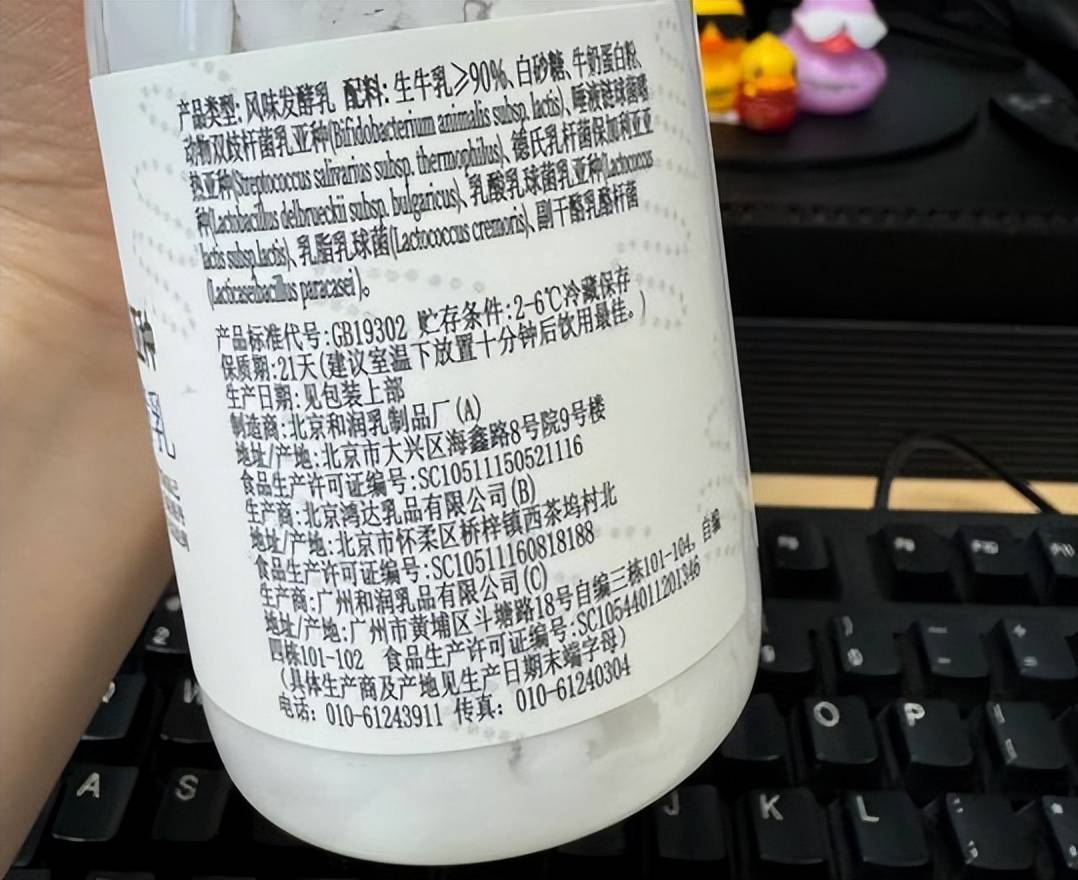 产品类型: 风味发酵乳 配料: 生牛乳≥90%、白砂糖、牛奶蛋白粉、
动物双歧杆菌乳亚种(Bifidobacterium animalis subsp. lactis)、唾液链球菌嗜
热亚种(Streptococcus salivarius subsp. thermophilus)、德氏乳杆菌保加利亚亚
种(Lactobacillus delbrueckii subsp. bulgaricus)、乳酸乳球菌乳亚种(Lactococcus
lactis subsp.lactis)、乳脂乳球菌(Lactococcus cremoris)、副干酪乳酪杆菌
(Lacticaseibacillus paracasei)。
产品标准代号:GB19302 贮存条件:2-6℃冷藏保存
保质期:21天(建议室温下放置十分钟后饮用最佳。)
生产日期:见包装上部
制造商:北京和润乳制品厂(A)
地址/产地:北京市大兴区海鑫路8号院9号楼
食品生产许可证编号:SC10511150521116
生产商:北京鸿达乳品有限公司(B)
地址/产地:北京市怀柔区桥梓镇西茶坞村北
食品生产许可证编号:SC10511160818188
生产商:广州和润乳品有限公司(C)
地址/产地:广州市黄埔区斗塘路18号自编三栋101-104, 自编
四栋101-102 食品生产许可证编号:SC10544011201346
(具体生产商及产地见生产日期末端字母)
电话: 010-61243911 传真: 010-61240304
种
乳
2
W
A
S
O
P
J
K
L